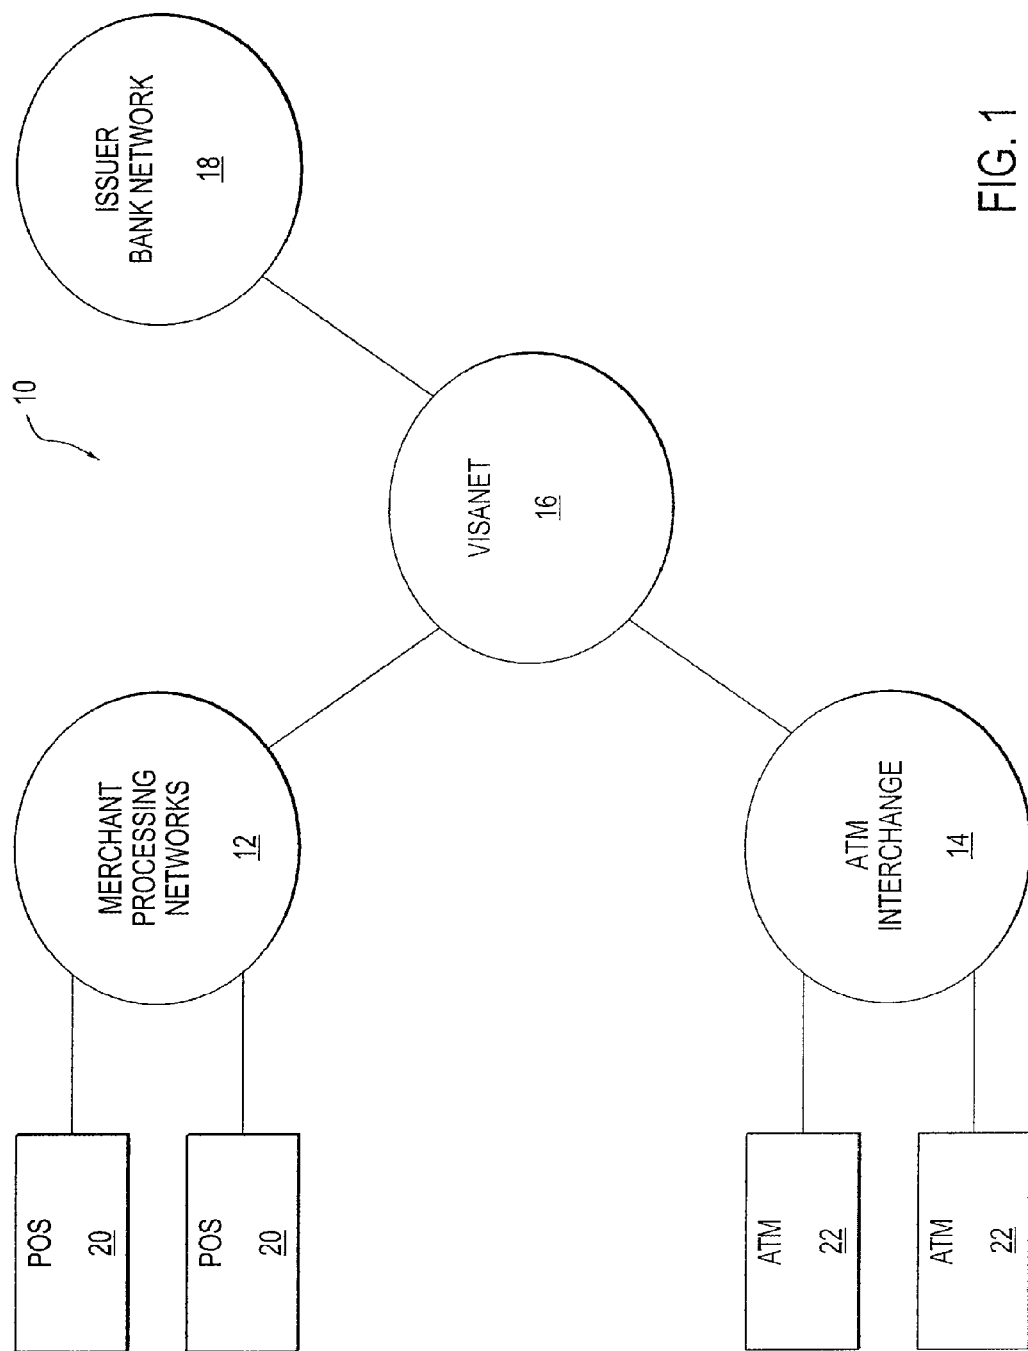 POS
20
POS
20
ATM
22
ATM
22
MERCHANT
PROCESSING
NETWORKS
12
ATM
INTERCHANGE
14
VISANET
16
10
ISSUER
BANK NETWORK
18
FIG. 1